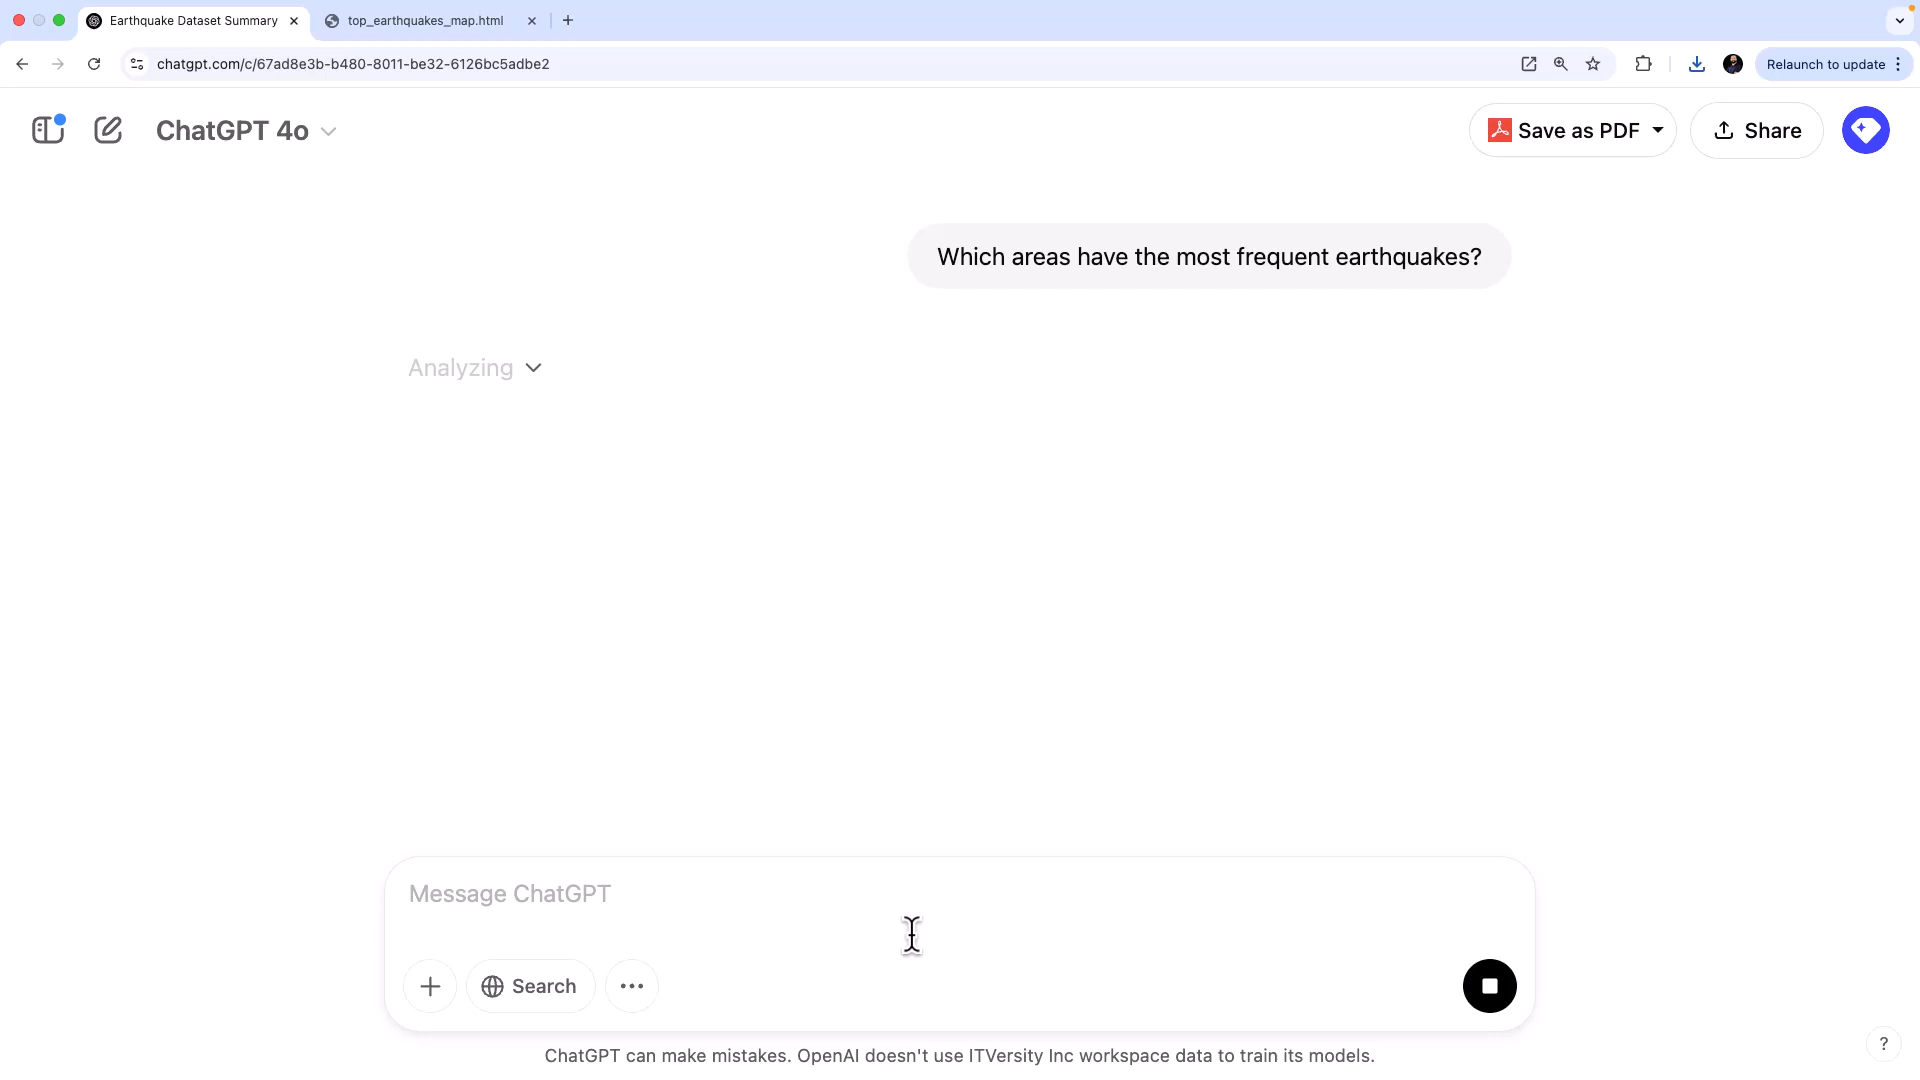 Earthquake Dataset Summary
top_earthquakes_map.html
chatgpt.com/c/67ad8e3b-b480-8011-be32-6126bc5adbe2
Relaunch to update
ChatGPT 4o
Save as PDF
Share
Which areas have the most frequent earthquakes?
Analyzing
Message ChatGPT
Search
ChatGPT can make mistakes. OpenAI doesn't use ITVersity Inc workspace data to train its models.
?